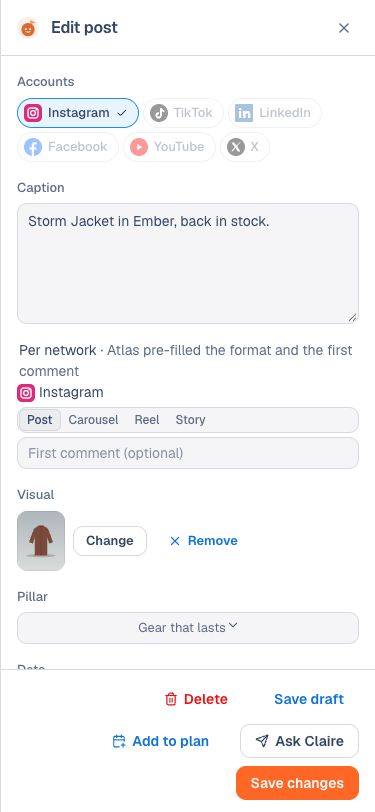 Edit post
Accounts
Instagram
TikTok
LinkedIn
Facebook
YouTube
X
Caption
Storm Jacket in Ember, back in stock.
Per network · Atlas pre-filled the format and the first
comment
Instagram
Post Carousel Reel Story
First comment (optional)
Visual
Change
Remove
Pillar
Gear that lasts
Date
Delete
Save draft
Add to plan
Ask Claire
Save changes